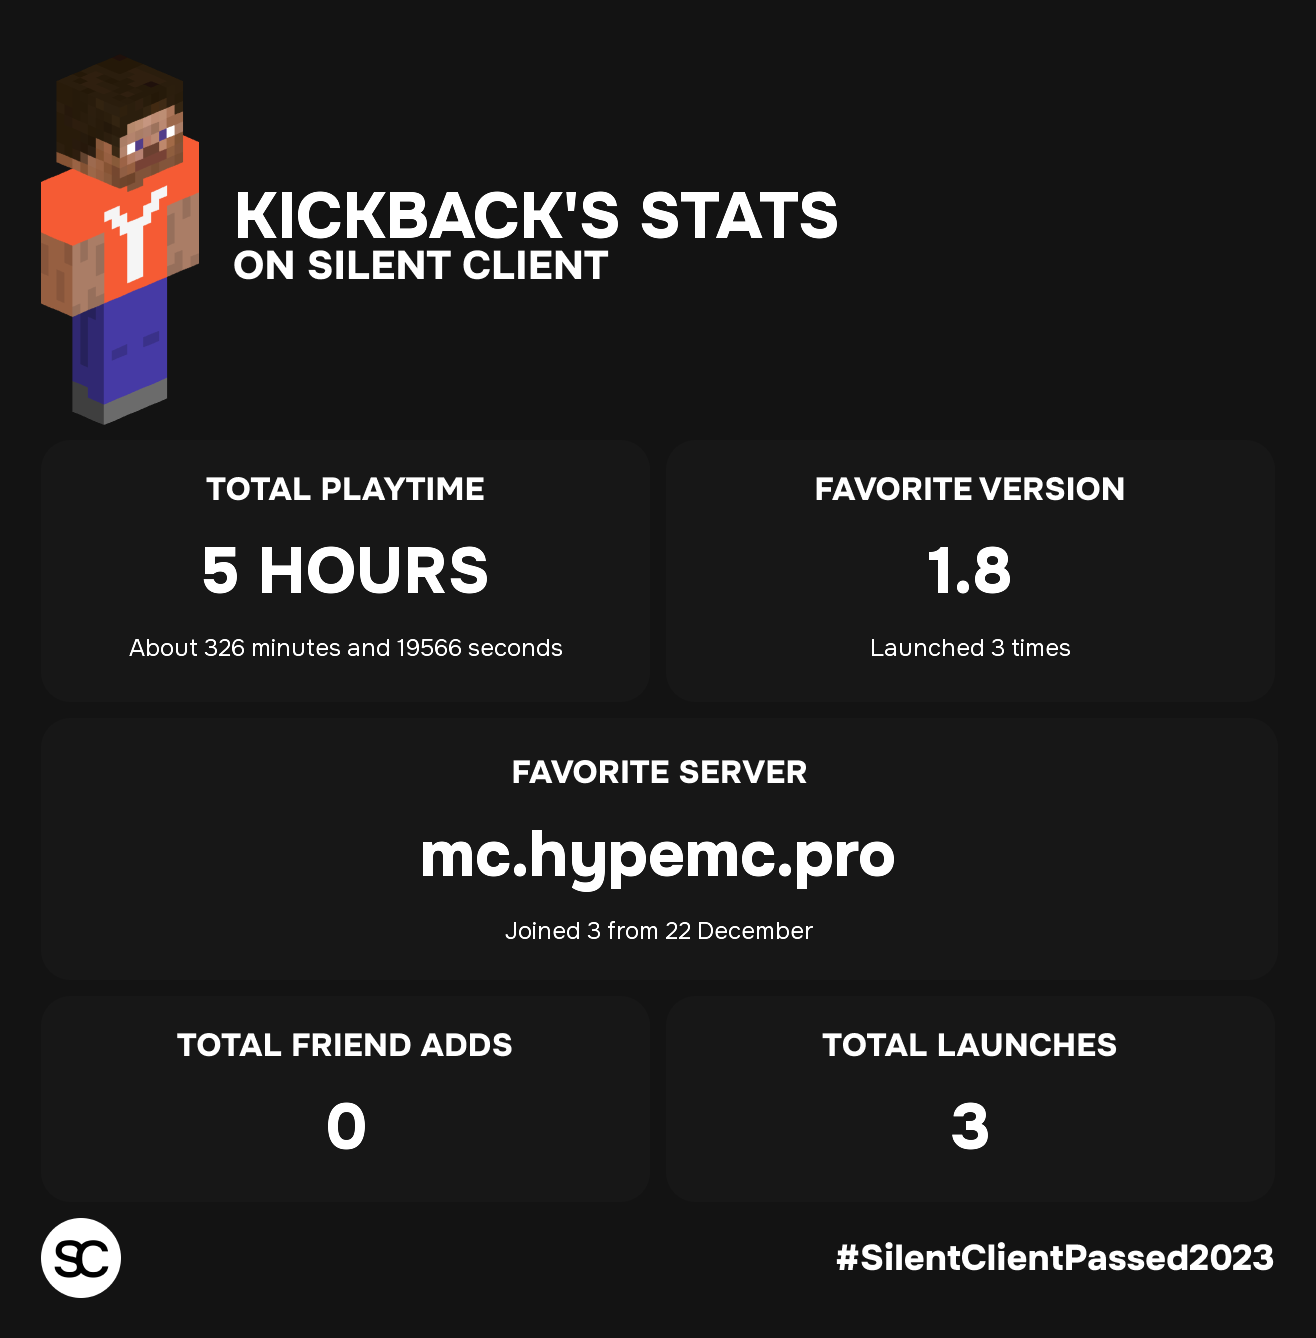 KICKBACK'S STATS
ON SILENT CLIENT
TOTAL PLAYTIME
5 HOURS
About 326 minutes and 19566 seconds
FAVORITE VERSION
1.8
Launched 3 times
FAVORITE SERVER
mc.hypemc.pro
Joined 3 from 22 December
TOTAL FRIEND ADDS
0
TOTAL LAUNCHES
3
SC
#SilentClientPassed2023